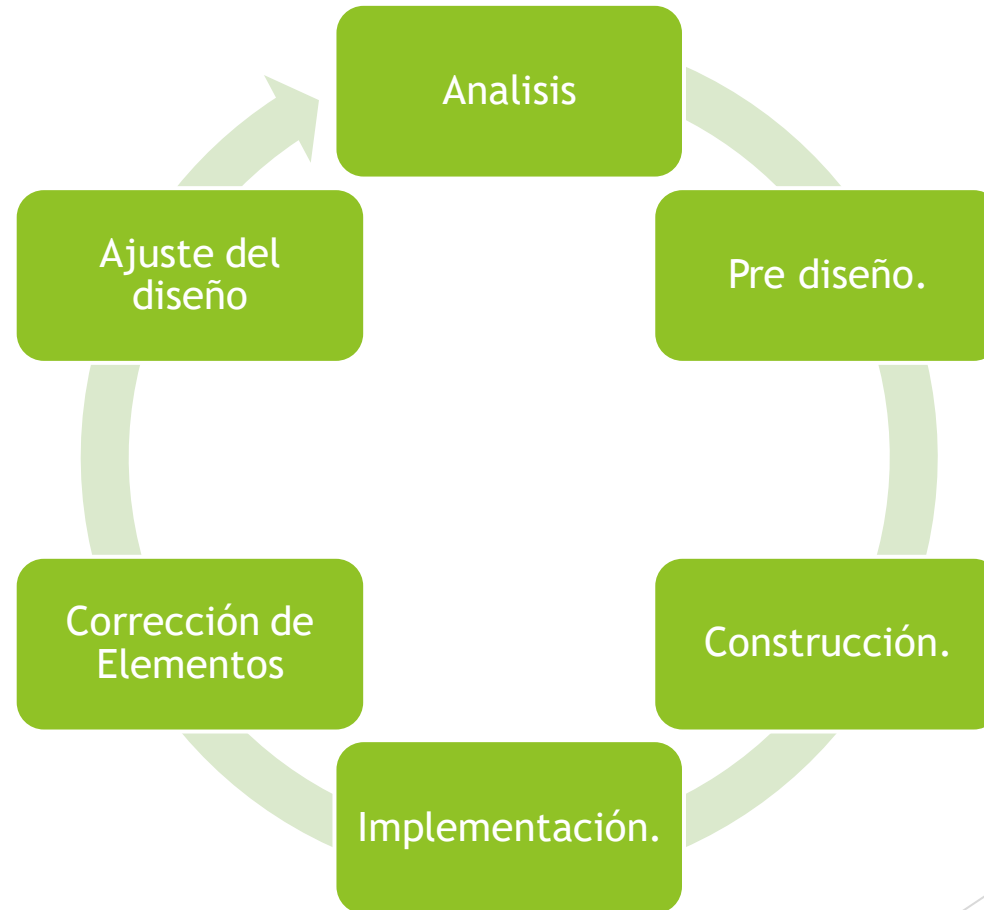 Analisis
Pre diseño.
Construcción.
Implementación.
Corrección de
Elementos
Ajuste del
diseño